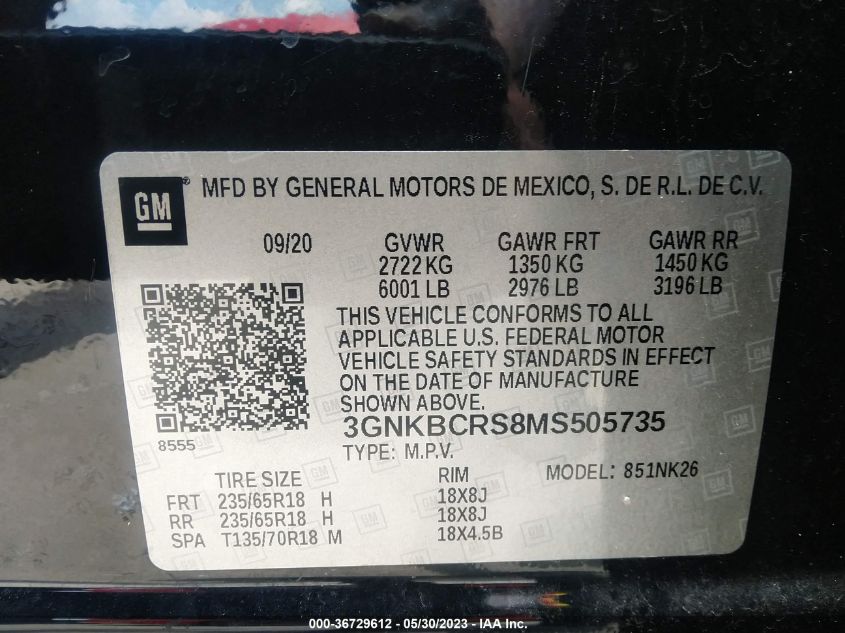 GM® MFD BY GENERAL MOTORS DE MEXICO, S. DE R.L. DE C.V.
09/20 GVWR GAWR FRT GAWR RR
2722 KG 1350 KG 1450 KG
6001 LB 2976 LB 3196 LB
THIS VEHICLE CONFORMS TO ALL
APPLICABLE U.S. FEDERAL MOTOR
VEHICLE SAFETY STANDARDS IN EFFECT
ON THE DATE OF MANUFACTURE
SHOWN ABOVE.
8555
3GNKBCRS8MS505735
TYPE: M.P.V. MODEL: 851NK26
TIRE SIZE RIM
FRT 235/65R18 H 18X8J
RR 235/65R18 H 18X8J
SPA T135/70R18 M 18X4.5B
000-36729612 - 05/30/2023 - IAA Inc.